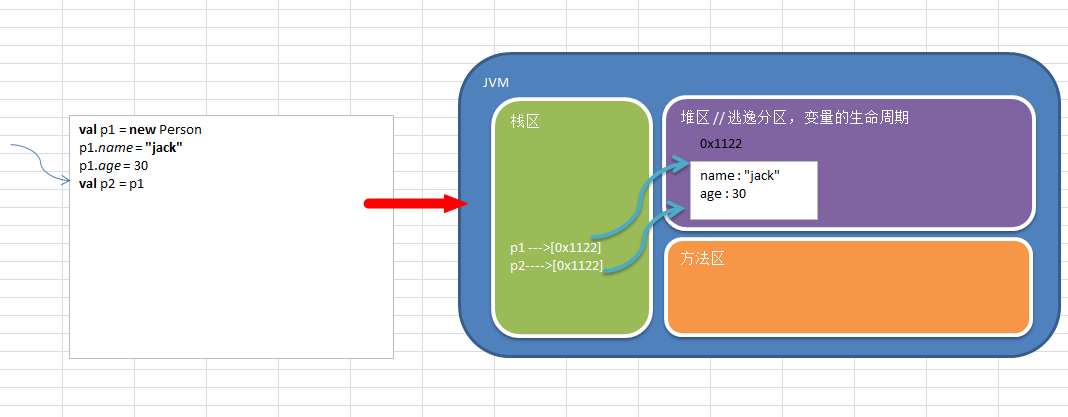 val p1 = new Person
p1.name = "jack"
p1.age = 30
val p2 = p1
JVM
栈区
p1 --->[0x1122]
p2---->[0x1122]
堆区 // 逃逸分区，变量的生命周期
0x1122
name : "jack"
age : 30
方法区